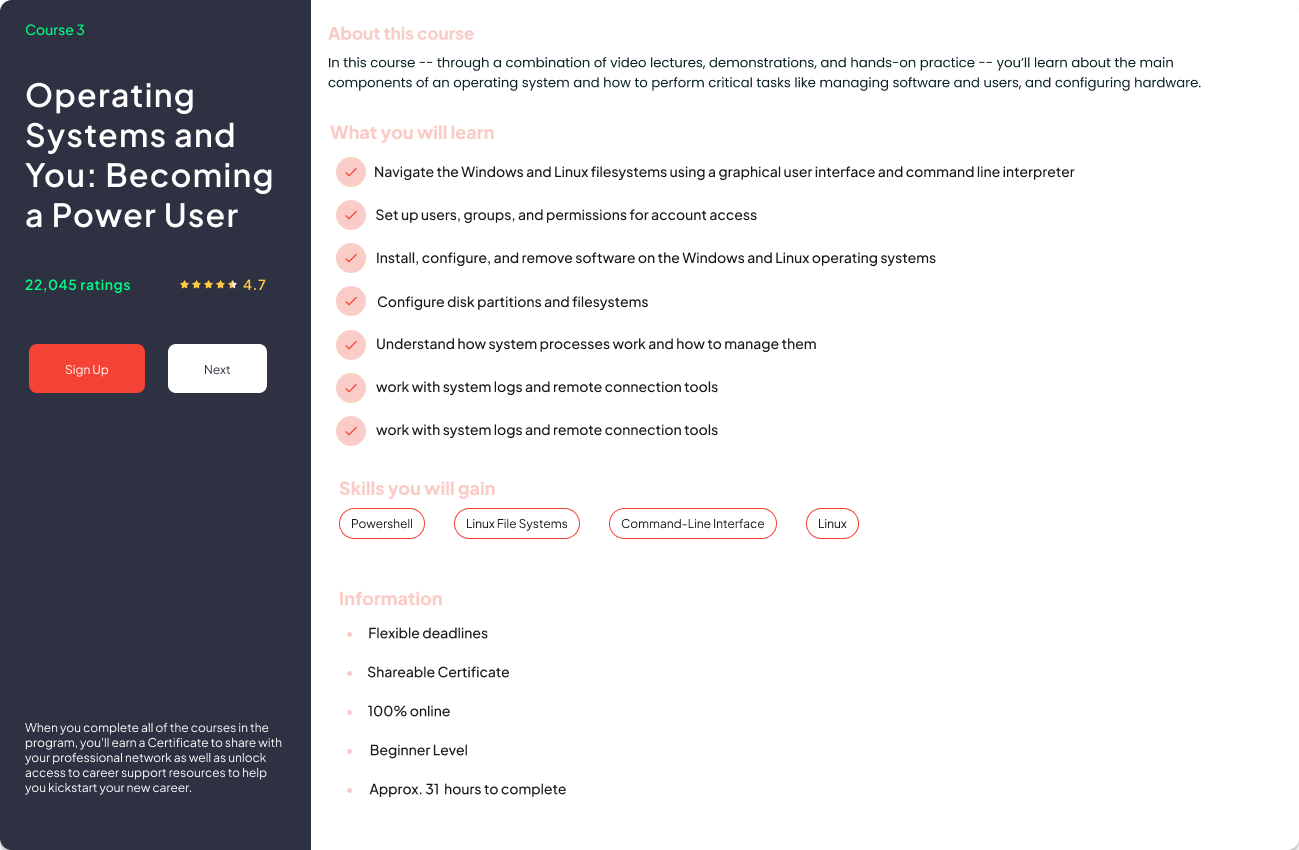 Course 3
Operating
Systems and
You: Becoming
a Power User
22,045 ratings
4.7
Sign Up
Next
When you complete all of the courses in the
program, you'll earn a Certificate to share with
your professional network as well as unlock
access to career support resources to help
you kickstart your new career.
About this course
In this course -- through a combination of video lectures, demonstrations, and hands-on practice -- you'll learn about the main
components of an operating system and how to perform critical tasks like managing software and users, and configuring hardware.
What you will learn
Navigate the Windows and Linux filesystems using a graphical user interface and command line interpreter
Set up users, groups, and permissions for account access
Install, configure, and remove software on the Windows and Linux operating systems
Configure disk partitions and filesystems
Understand how system processes work and how to manage them
work with system logs and remote connection tools
work with system logs and remote connection tools
Skills you will gain
Powershell
Linux File Systems
Command-Line Interface
Linux
Information
Flexible deadlines
Shareable Certificate
100% online
Beginner Level
Approx. 31 hours to complete